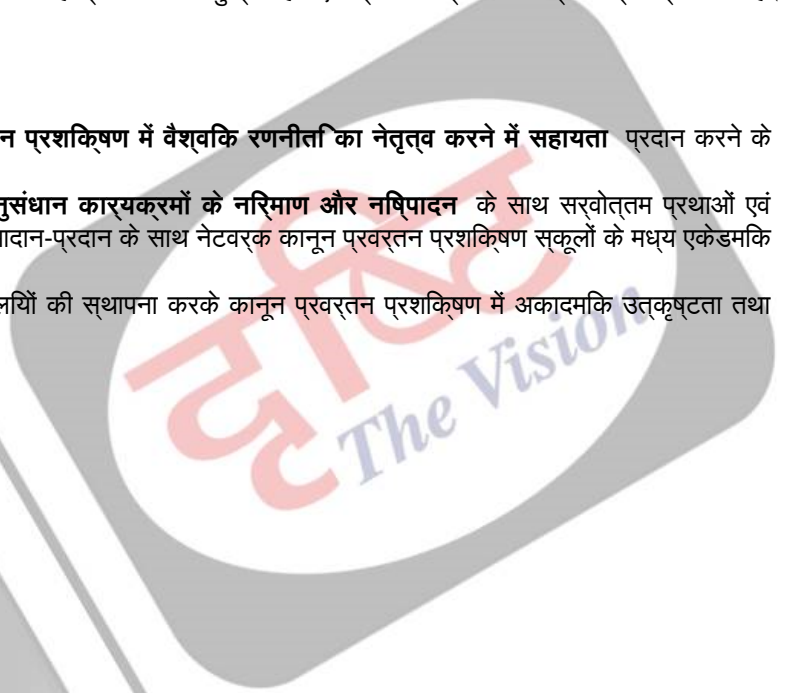 न प्रशिक्षण में वैश्विक रणनीति का नेतृत्व करने में सहायता प्रदान करने के
नुसंधान कार्यक्रमों के निर्माण और निष्पादन के साथ सर्वोत्तम प्रथाओं एवं
गादान-प्रदान के साथ नेटवर्क कानून प्रवर्तन प्रशिक्षण स्कूलों के मध्य एकेडमिक
लयों की स्थापना करके कानून प्रवर्तन प्रशिक्षण में अकादमिक उत्कृष्टता तथा
दृष्टि
The Vision